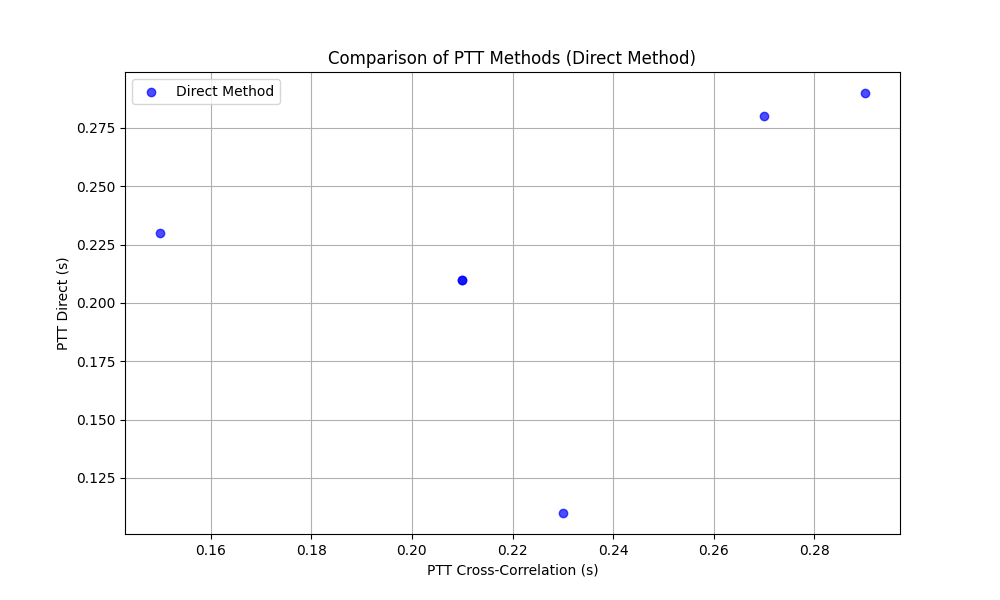 Comparison of PTT Methods (Direct Method)
Direct Method
PTT Direct (s)
0.275
0.250
0.225
0.200
0.175
0.150
0.125
0.16 0.18 0.20 0.22 0.24 0.26 0.28
PTT Cross-Correlation (s)